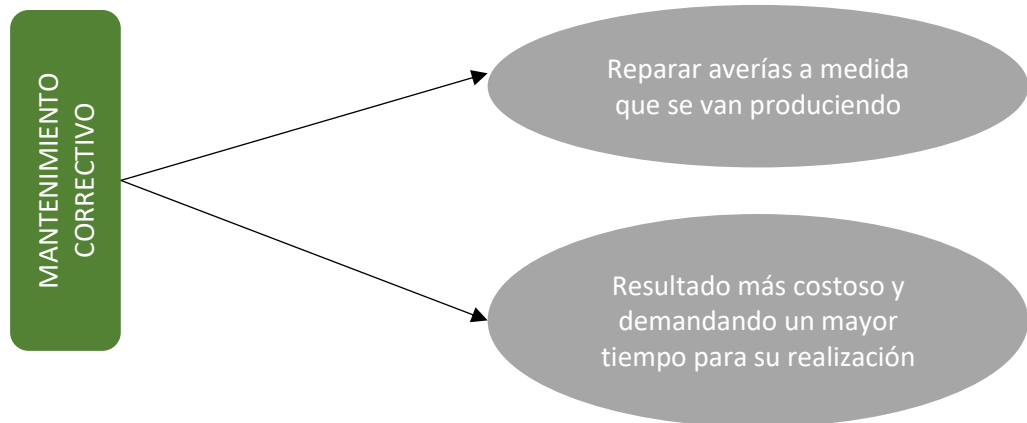 MANTENIMIENTO
CORRECTIVO
Reparar averías a medida
que se van produciendo
Resultado más costoso y
demandando un mayor
tiempo para su realización